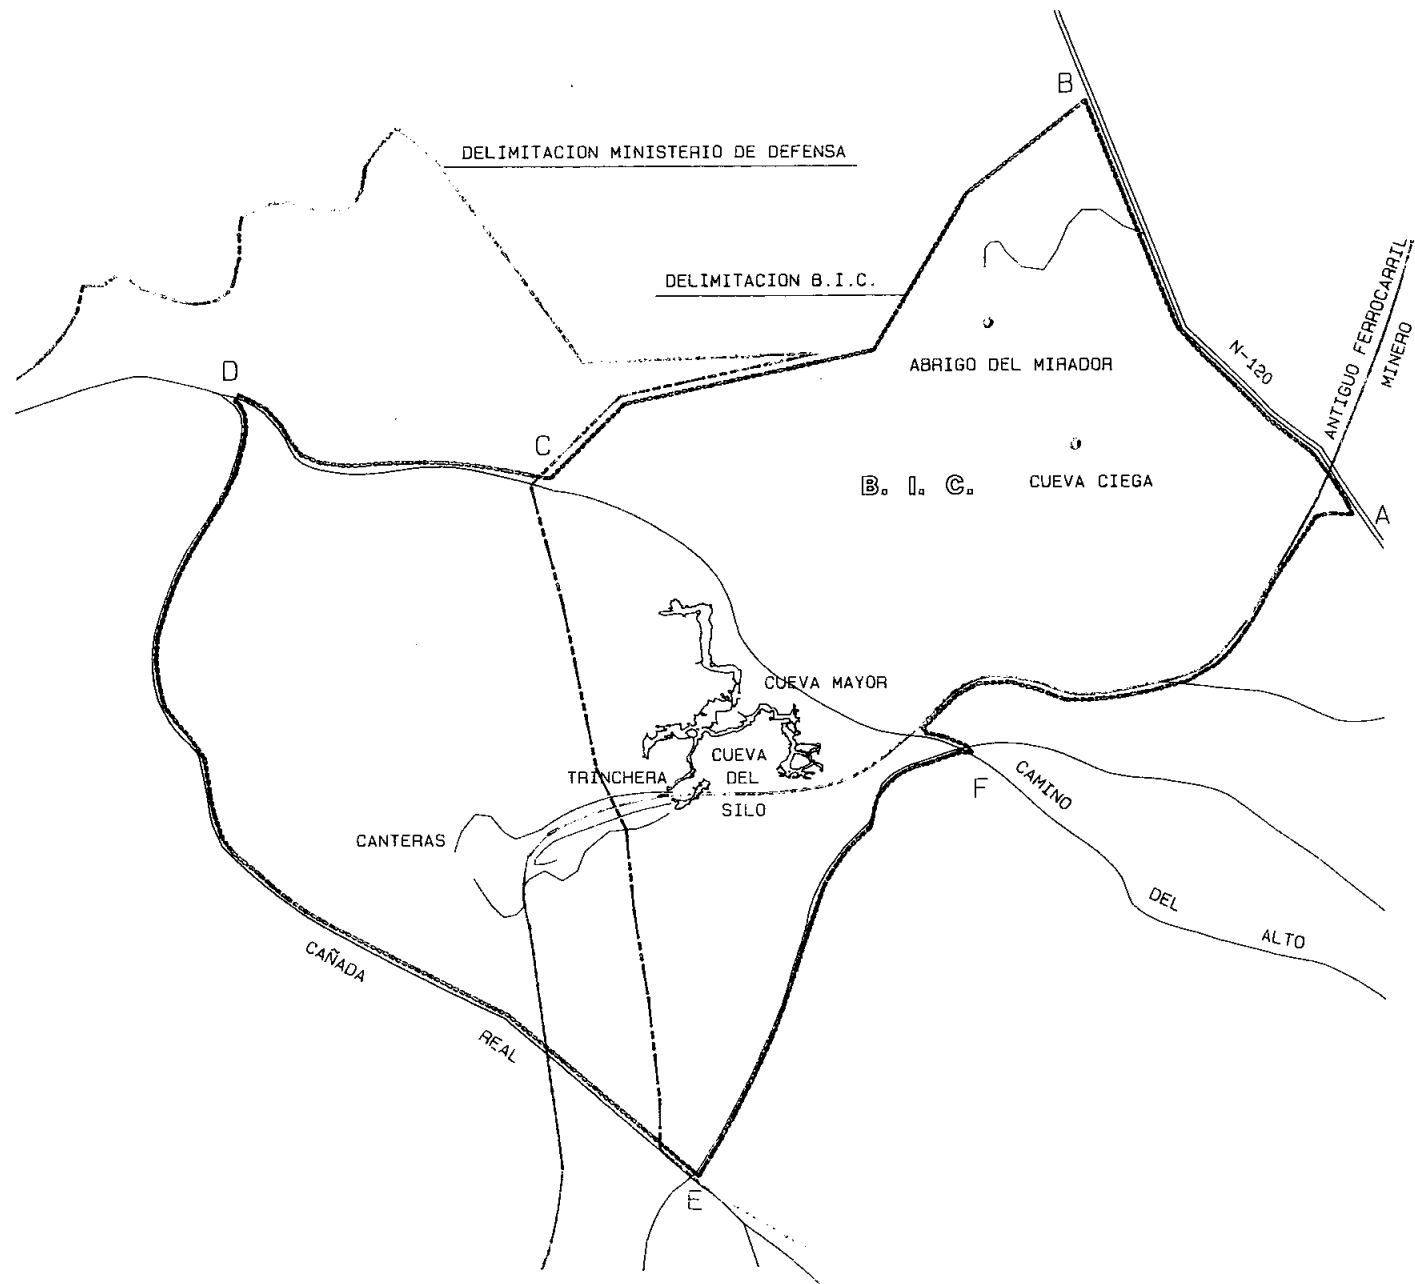 B
DELIMITACION MINISTERIO DE DEFENSA
DELIMITACION B.I.C.
ANTIGUO FERROCARRIL
MINERO
N-120
ABRIGO DEL MIRADOR
D
C
B. I. C.
CUEVA CIEGA
A
CUEVA MAYOR
CUEVA
DEL
SILO
TRINCHERA
F
CAMINO
DEL
ALTO
CANTERAS
CAÑADA
REAL
E